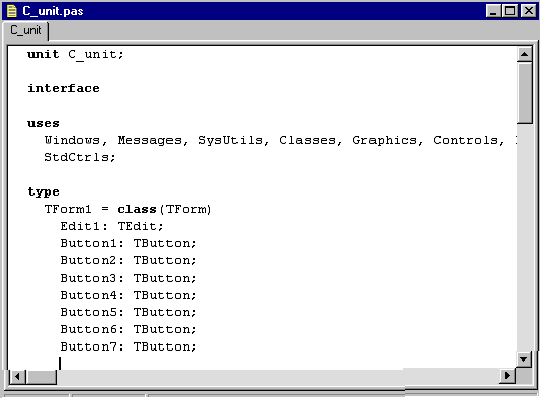 C_unit.pas
C_unit
unit C_unit;
interface
uses
Windows, Messages, SysUtils, Classes, Graphics, Controls,
StdCtrls;
type
TForm1 = class(TForm)
Edit1: TEdit;
Button1: TButton;
Button2: TButton;
Button3: TButton;
Button4: TButton;
Button5: TButton;
Button6: TButton;
Button7: TButton;